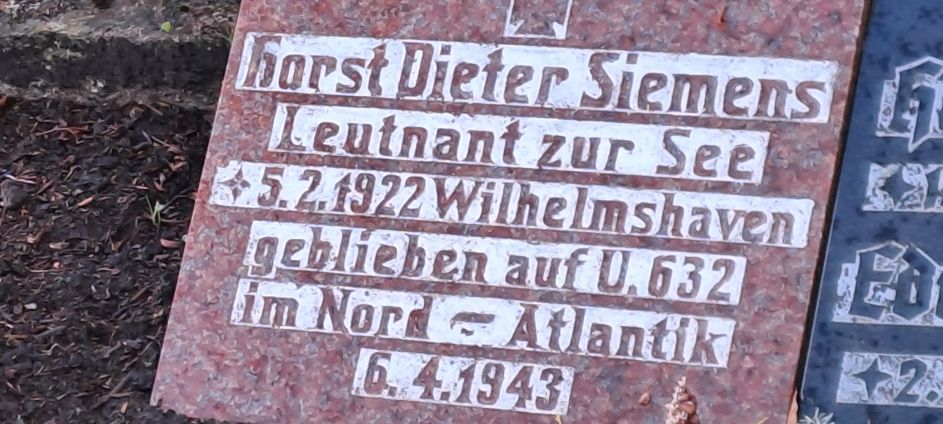 Horst Dieter Siemens
Leutnant zur See
5.2.1922 Wilhelmshaven
geblieben auf U. 632
im Nord - Atlantik
6.4.1943